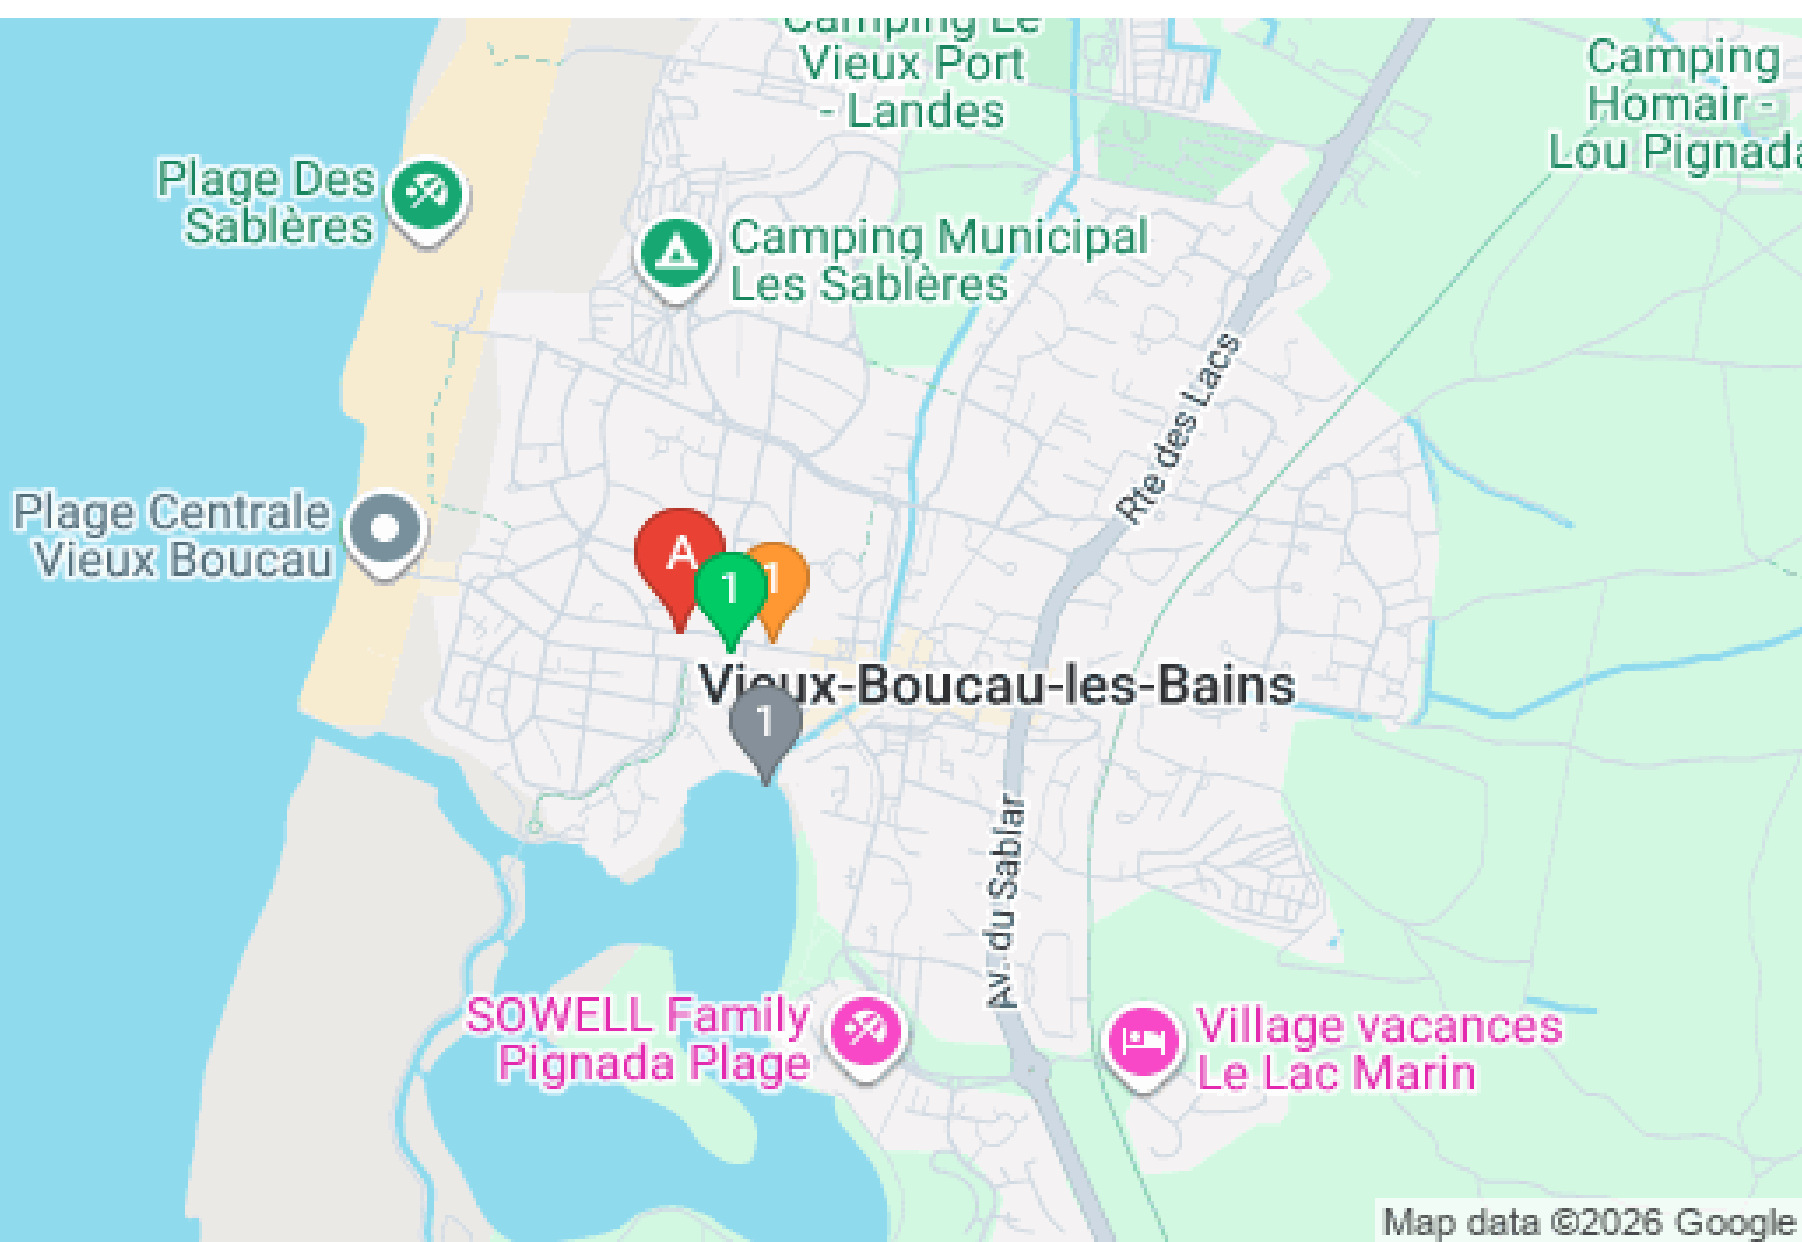 Camping Le
Vieux Port
- Landes
Camping
Homair -
Lou Pignada
Plage Des
Sablères
Camping Municipal
Les Sablères
Rte des Lacs
Plage Centrale
Vieux Boucau
A
1
1
Vieux-Boucau-les-Bains
1
Av. du Sablar
SOWELL Family
Pignada Plage
Village vacances
Le Lac Marin
Map data ©2026 Google